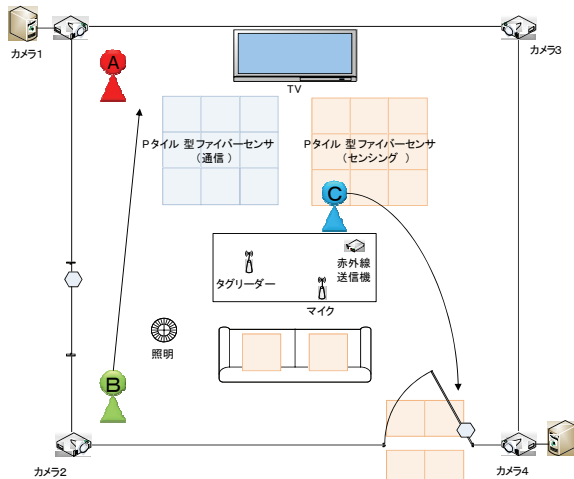 カメラ1
カメラ3
A
TV
Pタイル 型ファイバーセンサ
(通信 )
Pタイル 型ファイバーセンサ
(センシング )
C
赤外線
送信機
タグリーダー
マイク
照明
B
カメラ2
カメラ4